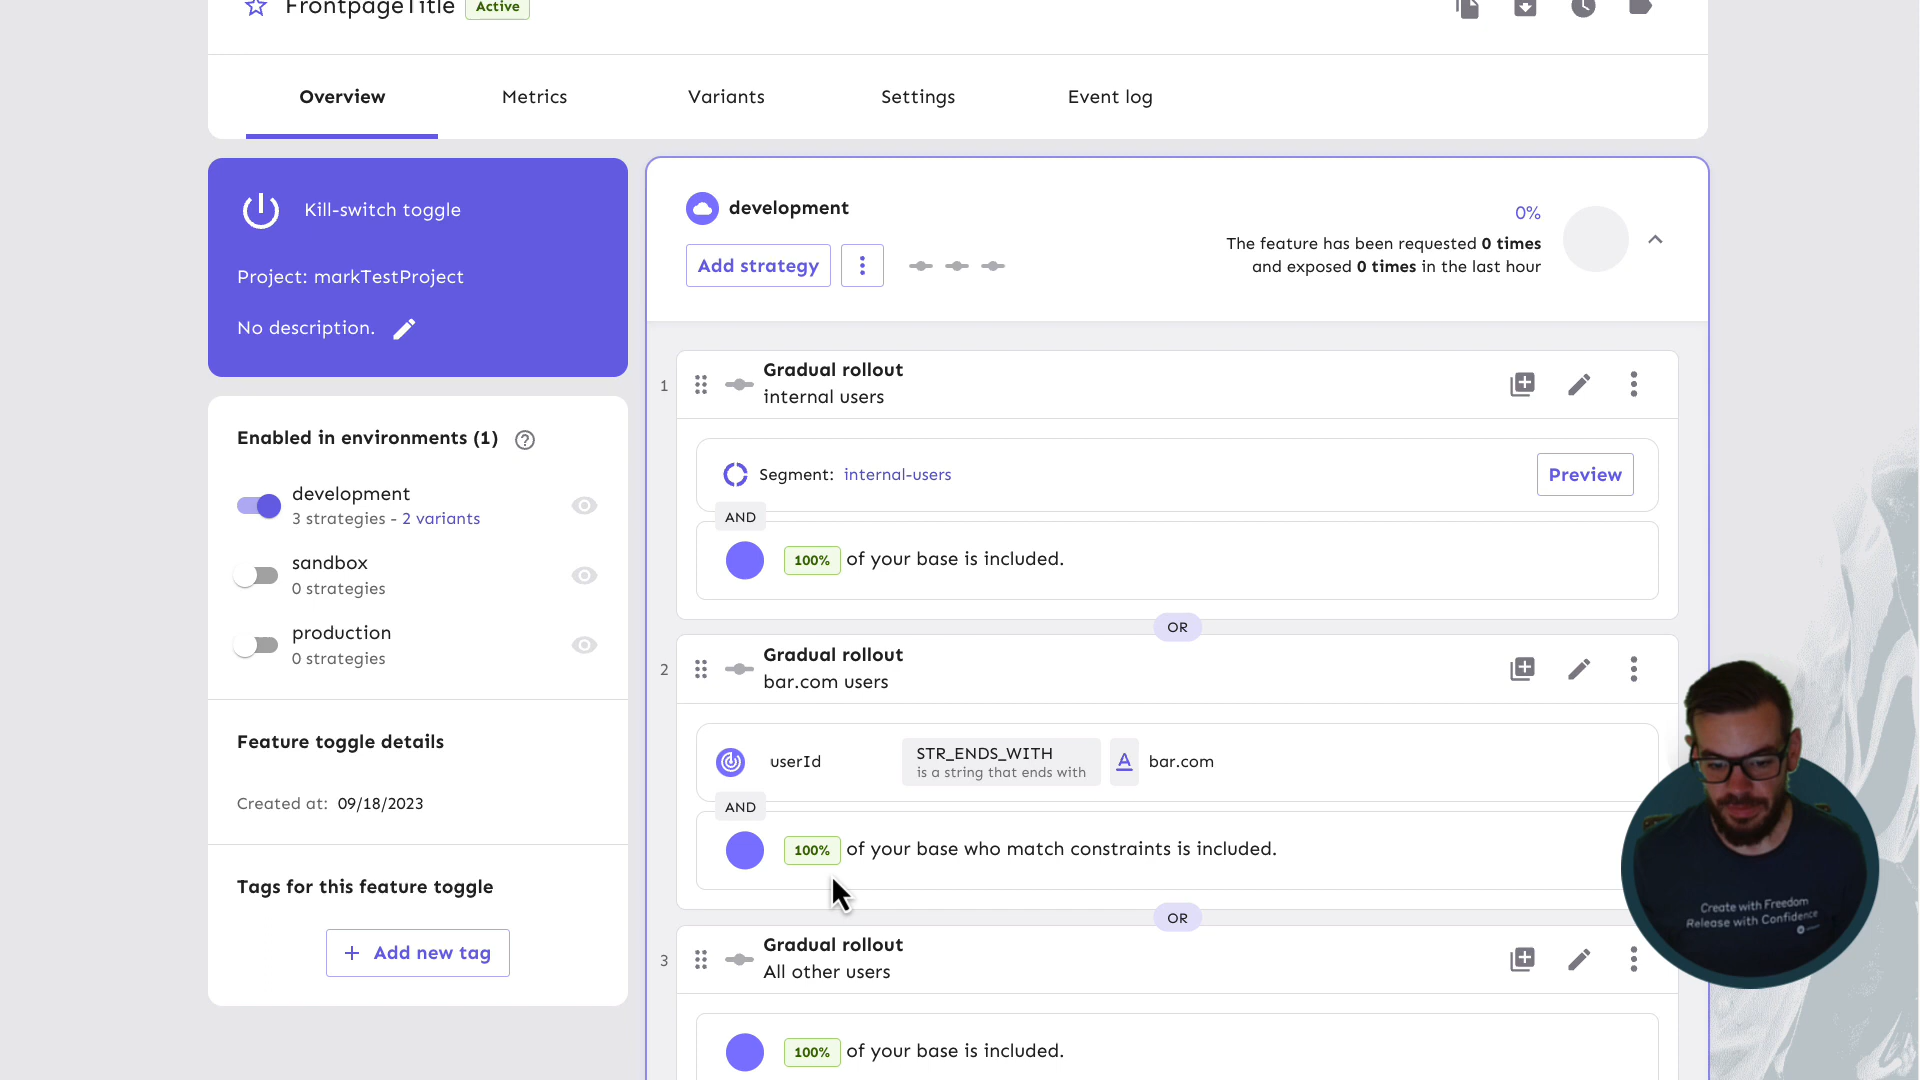 FrontpageTitle Active
Overview Metrics Variants Settings Event log
Kill-switch toggle
Project: markTestProject
No description.
Enabled in environments (1)
development
3 strategies - 2 variants
sandbox
0 strategies
production
0 strategies
Feature toggle details
Created at: 09/18/2023
Tags for this feature toggle
+ Add new tag
development
Add strategy
0%
The feature has been requested 0 times
and exposed 0 times in the last hour
1
Gradual rollout
internal users
Segment: internal-users
Preview
AND
100% of your base is included.
OR
2
Gradual rollout
bar.com users
userId
STR_ENDS_WITH
is a string that ends with
A bar.com
AND
100% of your base who match constraints is included.
OR
3
Gradual rollout
All other users
100% of your base is included.
Create with Freedom
Release with Confidence